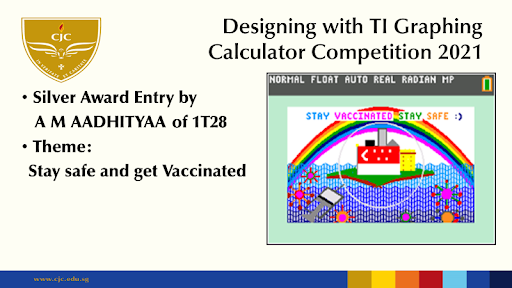 CJC
Designing with TI Graphing
Calculator Competition 2021
• Silver Award Entry by
A M AADHITYAA of 1T28
• Theme:
Stay safe and get Vaccinated
NORMAL FLOAT AUTO REAL RADIAN MP
STAY VACCINATED STAY SAFE :)
www.cjc.edu.sg